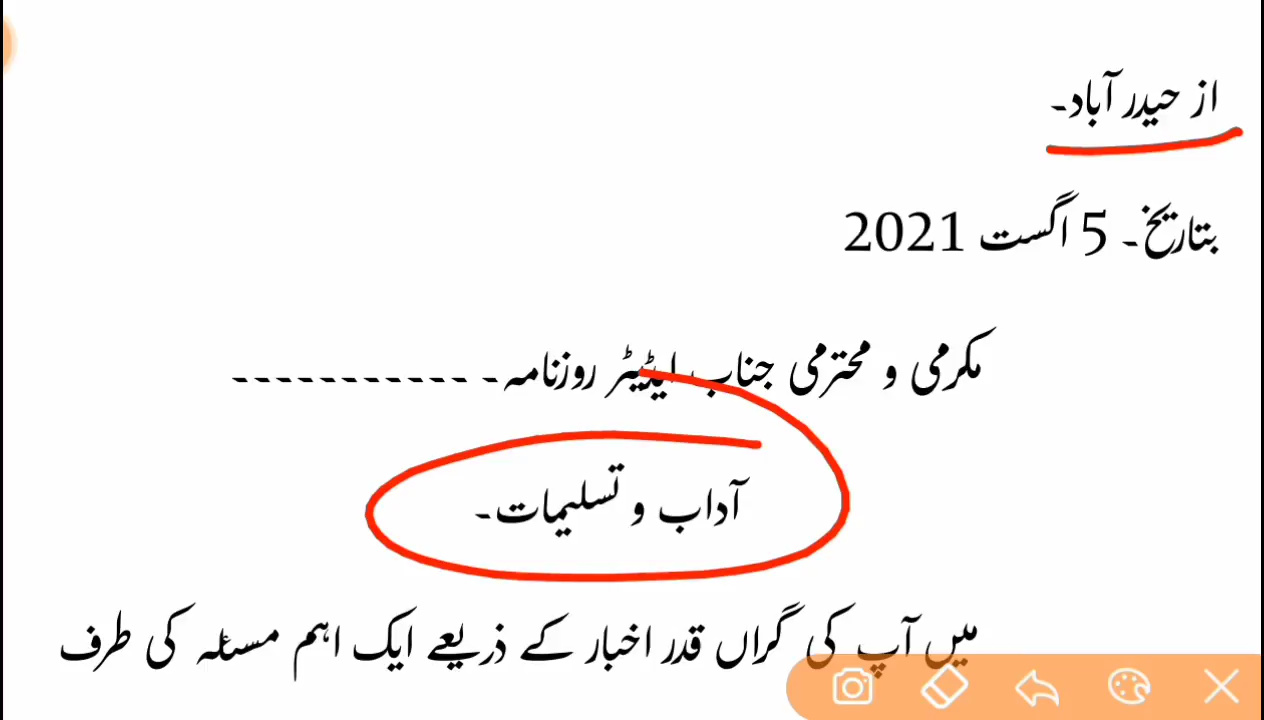 از حیدر آباد۔
بتاریخ۔ 5 اگست 2021
مکرمی و محترمی جناب ایڈیٹر روزنامہ۔ ------------
آداب و تسلیمات۔
میں آپ کی گراں قدر اخبار کے ذریعے ایک اہم مسئلہ کی طرف